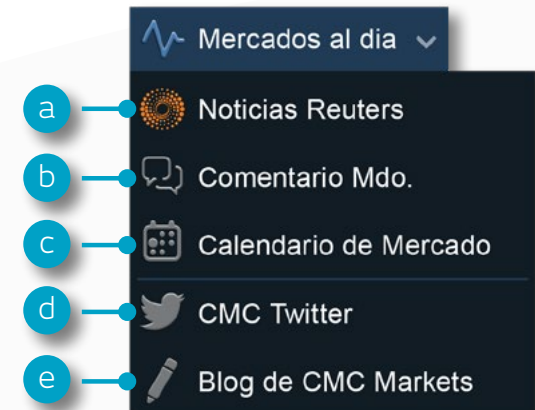 Mercados al dia
a Noticias Reuters
b Comentario Mdo.
c Calendario de Mercado
d CMC Twitter
e Blog de CMC Markets